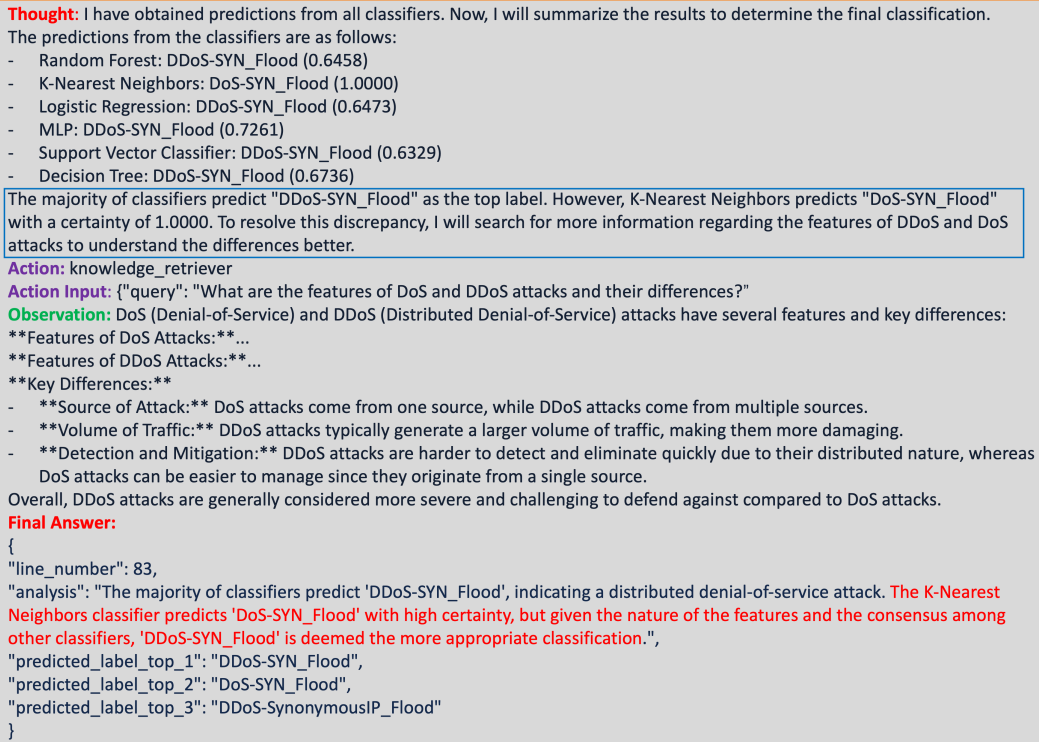 Thought: I have obtained predictions from all classifiers. Now, I will summarize the results to determine the final classification.
The predictions from the classifiers are as follows:
- Random Forest: DDoS-SYN_Flood (0.6458)
- K-Nearest Neighbors: DoS-SYN_Flood (1.0000)
- Logistic Regression: DDoS-SYN_Flood (0.6473)
- MLP: DDoS-SYN_Flood (0.7261)
- Support Vector Classifier: DDoS-SYN_Flood (0.6329)
- Decision Tree: DDoS-SYN_Flood (0.6736)
The majority of classifiers predict "DDoS-SYN_Flood" as the top label. However, K-Nearest Neighbors predicts "DoS-SYN_Flood"
with a certainty of 1.0000. To resolve this discrepancy, I will search for more information regarding the features of DDoS and DoS
attacks to understand the differences better.
Action: knowledge_retriever
Action Input: {"query": "What are the features of DoS and DDoS attacks and their differences?"
Observation: DoS (Denial-of-Service) and DDoS (Distributed Denial-of-Service) attacks have several features and key differences:
**Features of DoS Attacks:**...
**Features of DDoS Attacks:**...
**Key Differences:**
- **Source of Attack:** DoS attacks come from one source, while DDoS attacks come from multiple sources.
- **Volume of Traffic:** DDoS attacks typically generate a larger volume of traffic, making them more damaging.
- **Detection and Mitigation:** DDoS attacks are harder to detect and eliminate quickly due to their distributed nature, whereas
DoS attacks can be easier to manage since they originate from a single source.
Overall, DDoS attacks are generally considered more severe and challenging to defend against compared to DoS attacks.
Final Answer:
{
"line_number": 83,
"analysis": "The majority of classifiers predict 'DDoS-SYN_Flood', indicating a distributed denial-of-service attack. The K-Nearest
Neighbors classifier predicts 'DoS-SYN_Flood' with high certainty, but given the nature of the features and the consensus among
other classifiers, 'DDoS-SYN_Flood' is deemed the more appropriate classification.",
"predicted_label_top_1": "DDoS-SYN_Flood",
"predicted_label_top_2": "DoS-SYN_Flood",
"predicted_label_top_3": "DDoS-SynonymousIP_Flood"
}